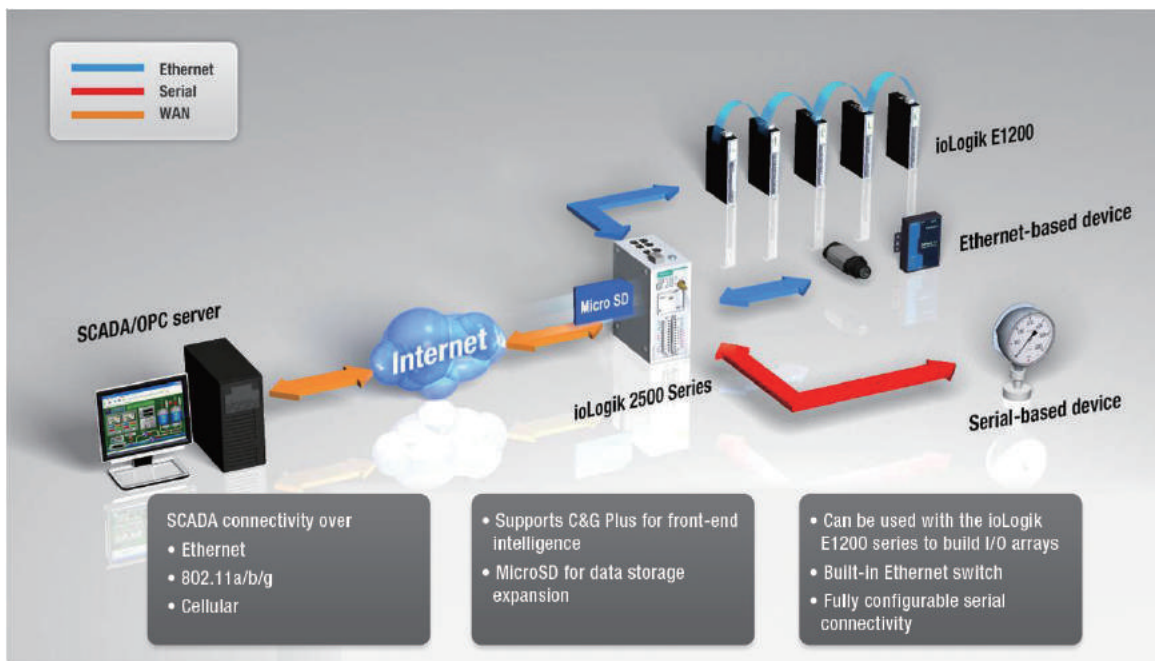 Ethernet
Serial
WAN
ioLogik E1200
Ethernet-based device
Micro SD
SCADA/OPC server
Internet
ioLogik 2500 Series
Serial-based device
SCADA connectivity over
• Ethernet
• 802.11a/b/g
• Cellular
• Supports C&G Plus for front-end
intelligence
• MicroSD for data storage
expansion
• Can be used with the ioLogik
E1200 series to build I/O arrays
• Built-in Ethernet switch
• Fully configurable serial
connectivity